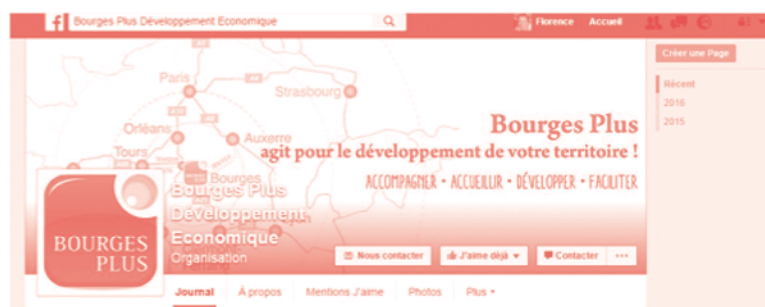 Bourges Plus Développement Economique
Florence Accueil
Créer une Page
Récent
2016
2015
Paris
Strasbourg
Orléans
Auxerre
Tours
Bourges
Bourges Plus
agit pour le développement de votre territoire !
ACCOMPAGNER • ACCUEILLIR • DÉVELOPPER • FACILITER
BOURGES
PLUS
Bourges Plus
Développement
Economique
Organisation
Nous contacter
J'aime déjà
Contacter
Journal À propos Mentions J'aime Photos Plus